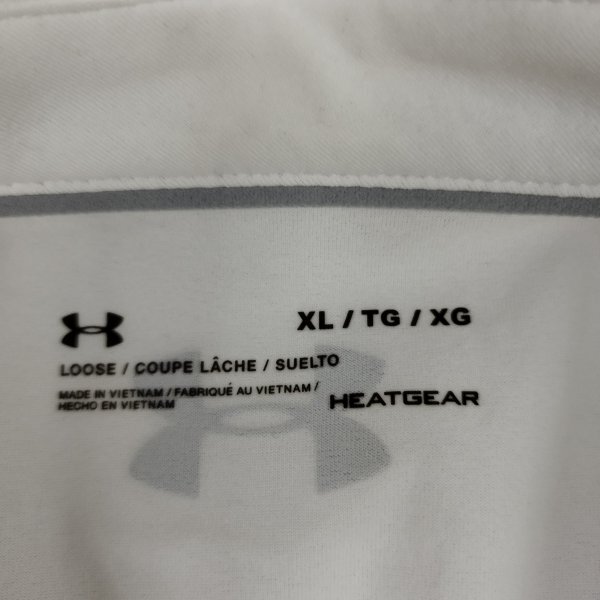 XL / TG / XG
LOOSE / COUPE LÂCHE / SUELTO
MADE IN VIETNAM / FABRIQUÉ AU VIETNAM /
HECHO EN VIETNAM
HEATGEAR